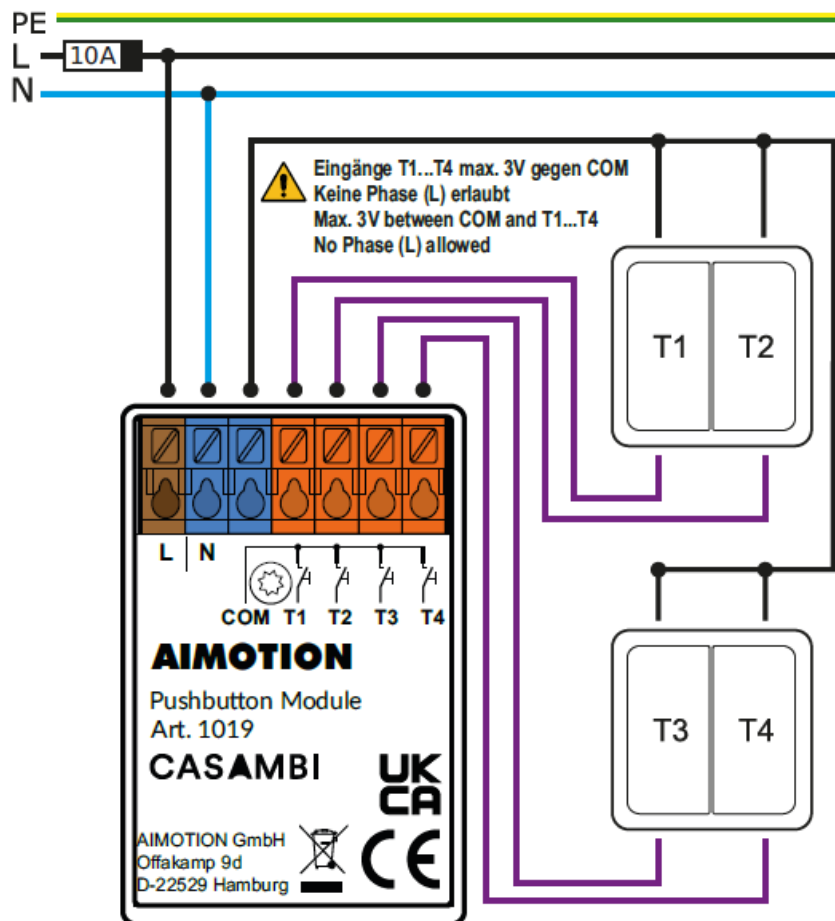 PE
L
10A
N
Eingänge T1...T4 max. 3V gegen COM
Keine Phase (L) erlaubt
Max. 3V between COM and T1...T4
No Phase (L) allowed
T1
T2
L
N
COM T1 T2 T3 T4
AIMOTION
Pushbutton Module
Art. 1019
CASAMBI
UK
CA
AIMOTION GmbH
Offakamp 9d
D-22529 Hamburg
CE
T3
T4